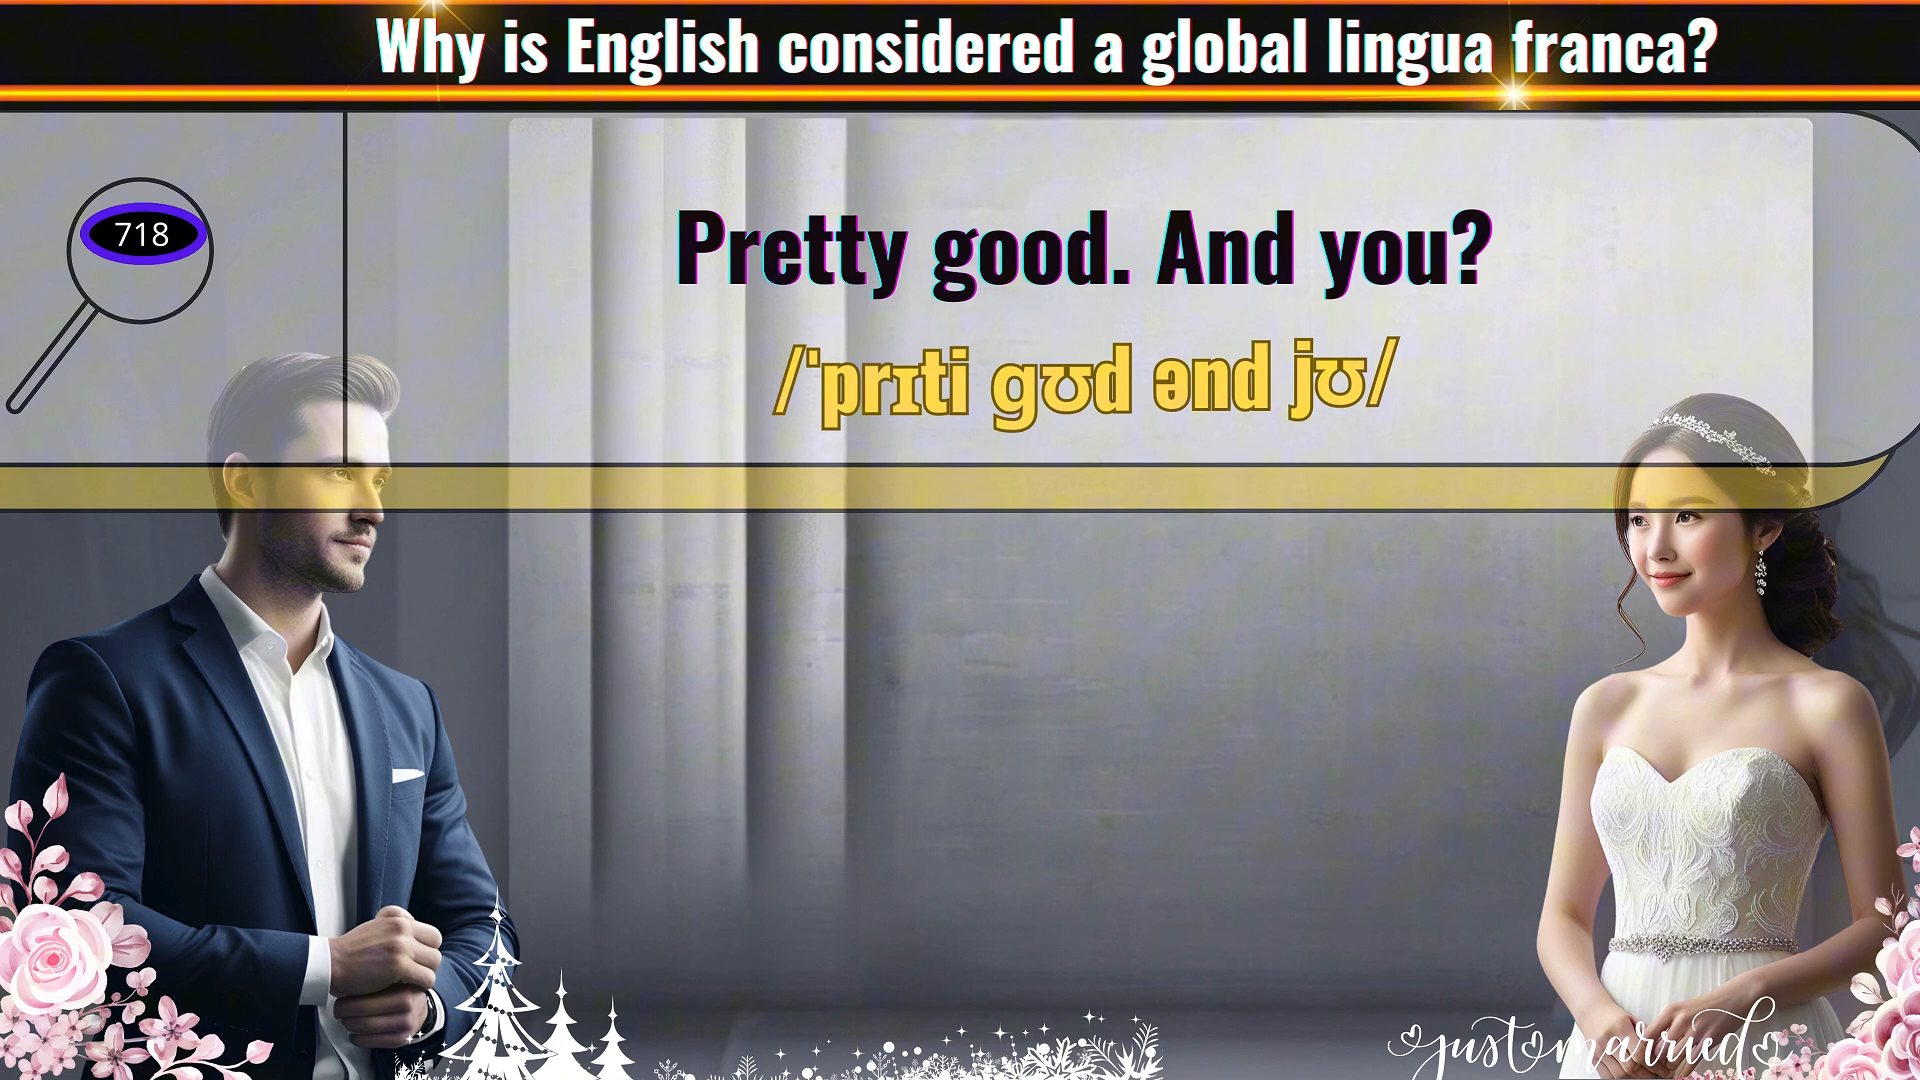 Why is English considered a global lingua franca?
718
Pretty good. And you?
/ˈprɪti gʊd ənd jʊ/
just married